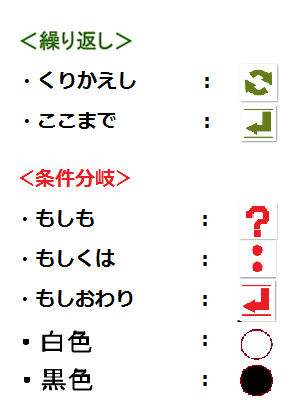 ＜繰り返し＞
・くりかえし ：
・ここまで ：
＜条件分岐＞
・もしも ： ?
・もしくは ：
・もしおわり ：
・白色 ：
・黒色 ：